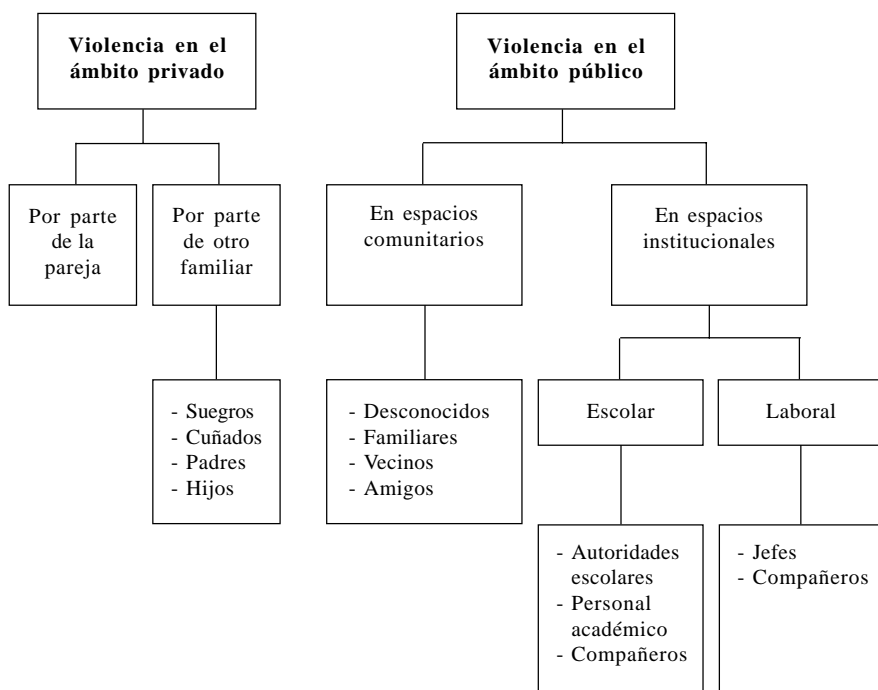 Violencia en el
ámbito privado
Violencia en el
ámbito público
Por parte
de la
pareja
Por parte
de otro
familiar
En espacios
comunitarios
En espacios
institucionales
- Suegros
- Cuñados
- Padres
- Hijos
- Desconocidos
- Familiares
- Vecinos
- Amigos
Escolar
Laboral
- Autoridades
escolares
- Personal
académico
- Compañeros
- Jefes
- Compañeros